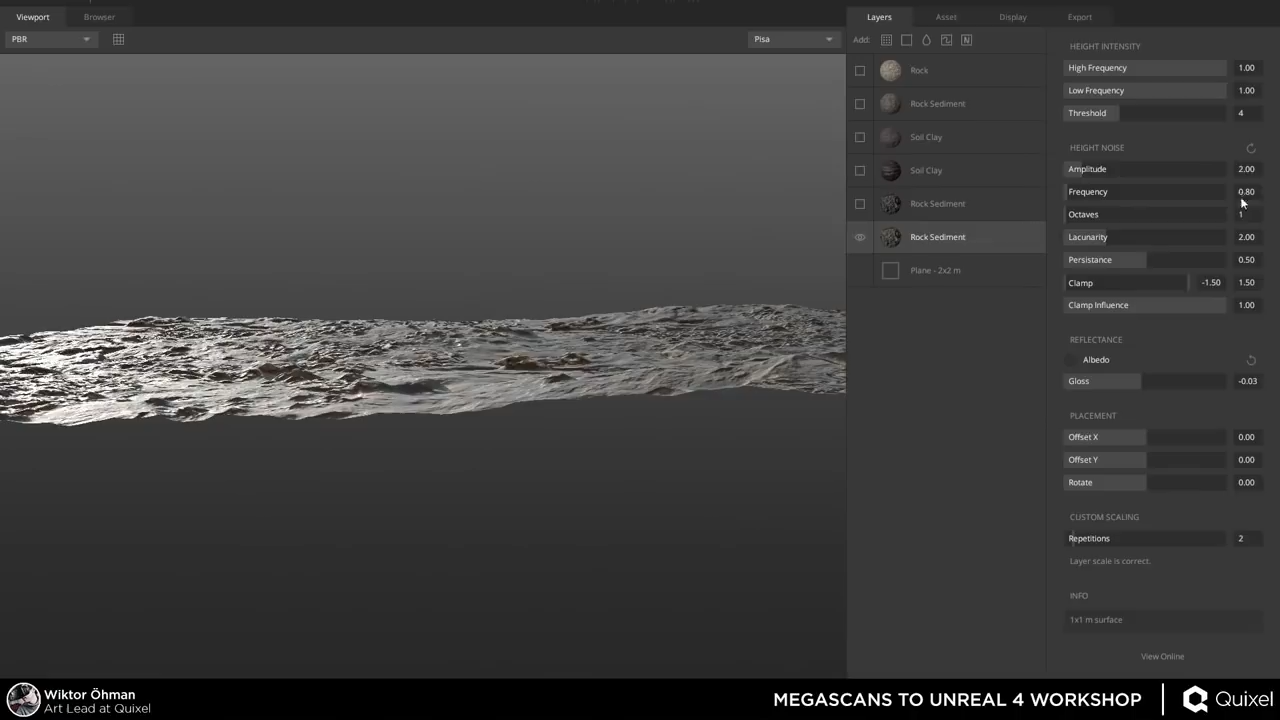 Viewport
Browser
PBR
Pisa
Layers
Asset
Display
Export
Add:
N
Rock
Rock Sediment
Soil Clay
Soil Clay
Rock Sediment
Rock Sediment
Plane - 2x2 m
HEIGHT INTENSITY
High Frequency 1.00
Low Frequency 1.00
Threshold 4
HEIGHT NOISE
Amplitude 2.00
Frequency 0.80
Octaves 1
Lacunarity 2.00
Persistance 0.50
Clamp -1.50 1.50
Clamp Influence 1.00
REFLECTANCE
Albedo
Gloss -0.03
PLACEMENT
Offset X 0.00
Offset Y 0.00
Rotate 0.00
CUSTOM SCALING
Repetitions 2
Layer scale is correct.
INFO
1x1 m surface
View Online
Wiktor Öhman
Art Lead at Quixel
MEGASCANS TO UNREAL 4 WORKSHOP
Quixel